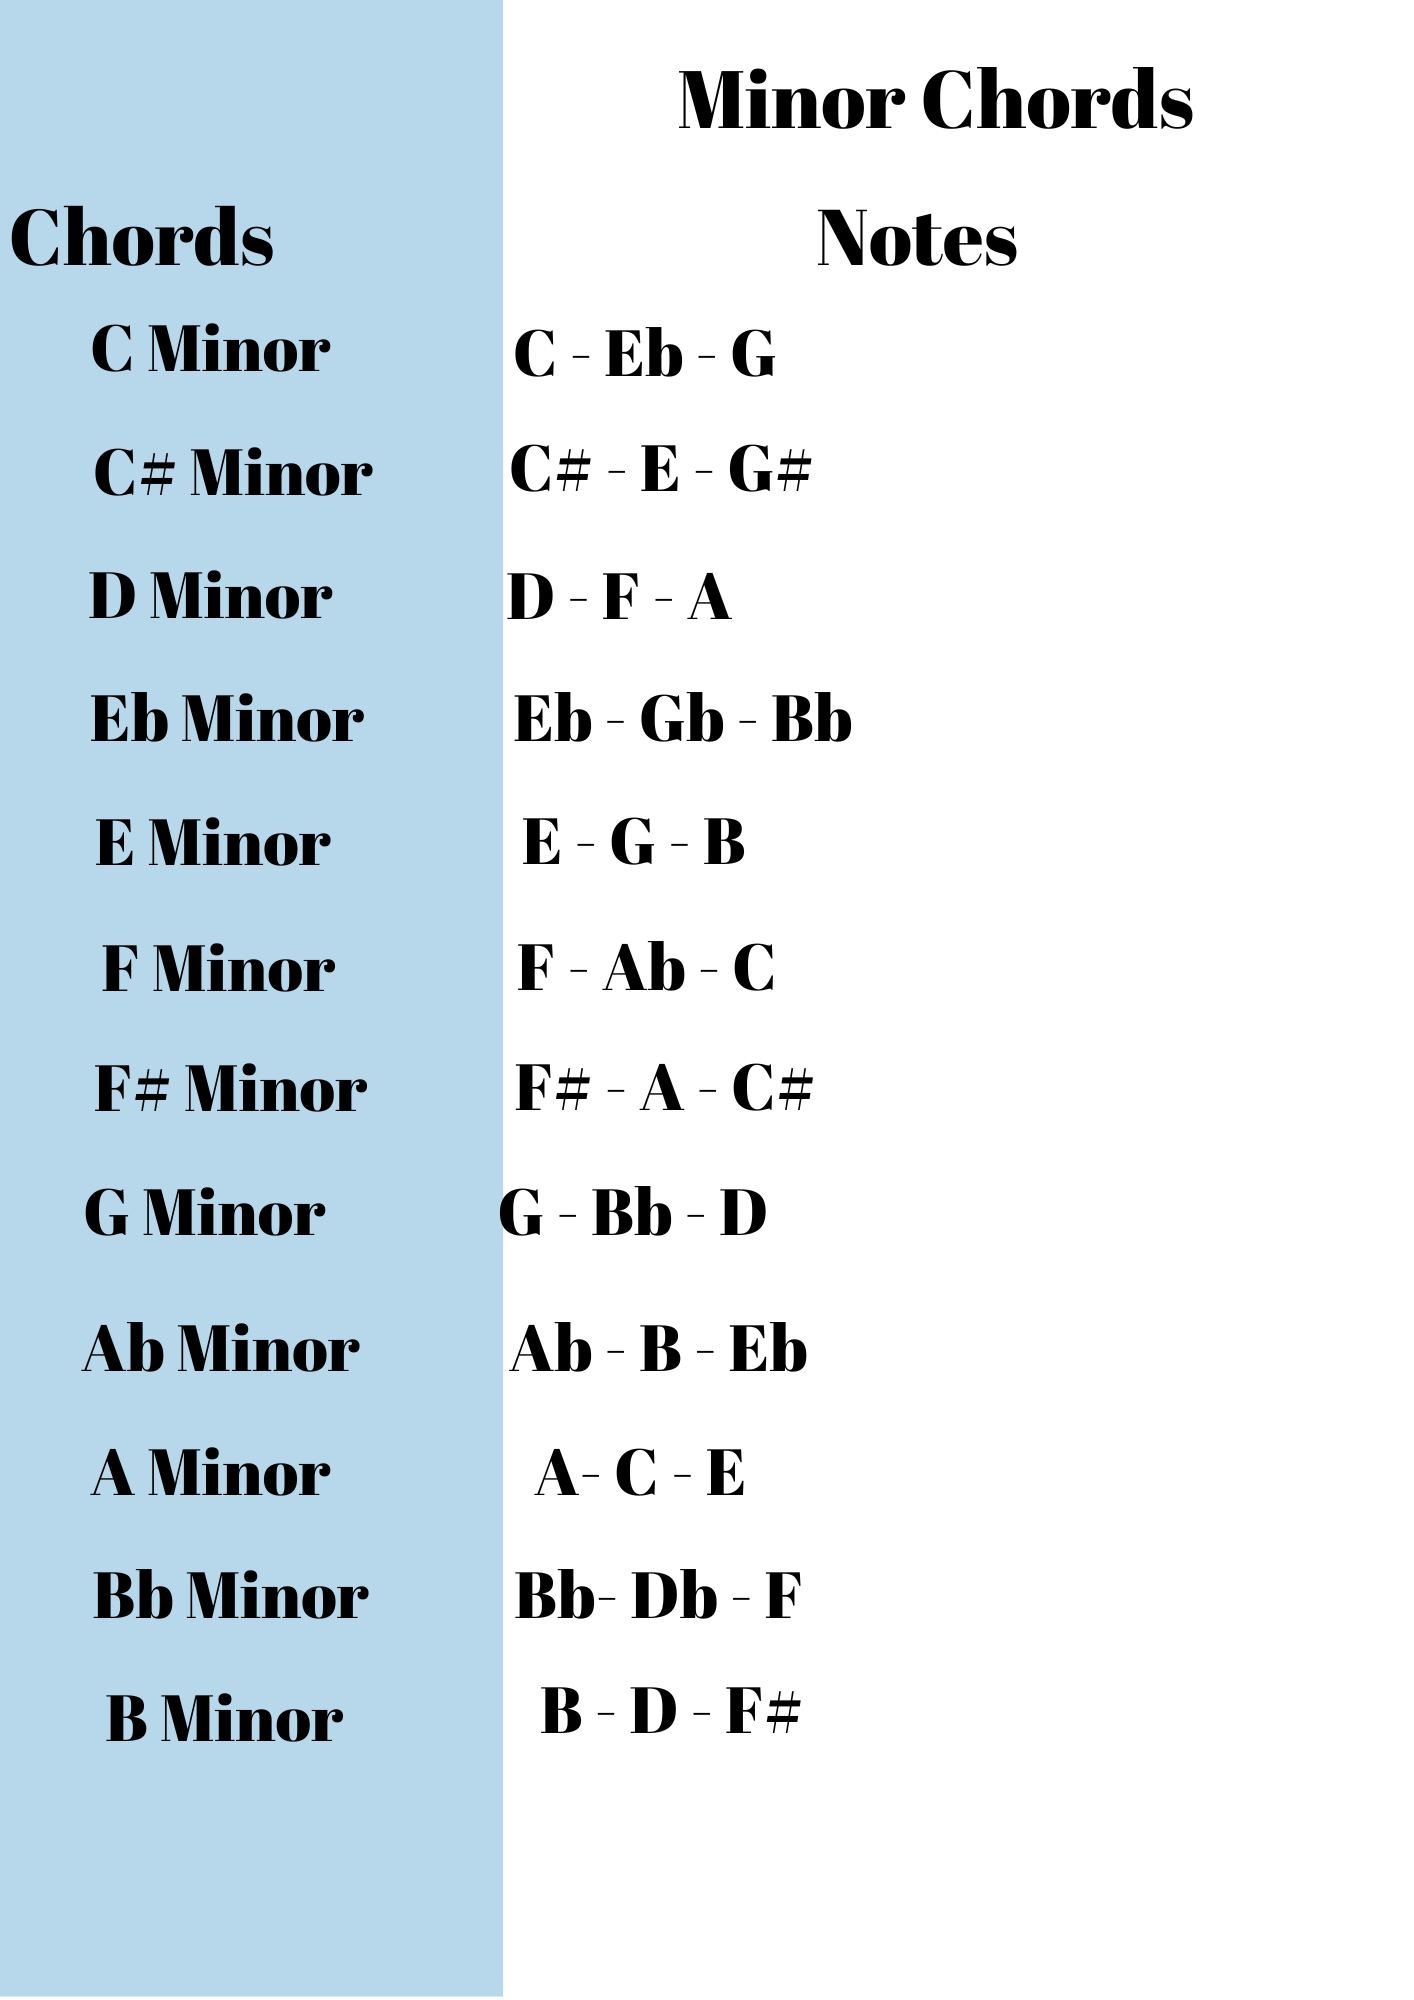 Minor Chords
Chords Notes
C Minor C - Eb - G
C# Minor C# - E - G#
D Minor D - F - A
Eb Minor Eb - Gb - Bb
E Minor E - G - B
F Minor F - Ab - C
F# Minor F# - A - C#
G Minor G - Bb - D
Ab Minor Ab - B - Eb
A Minor A- C - E
Bb Minor Bb- Db - F
B Minor B - D - F#